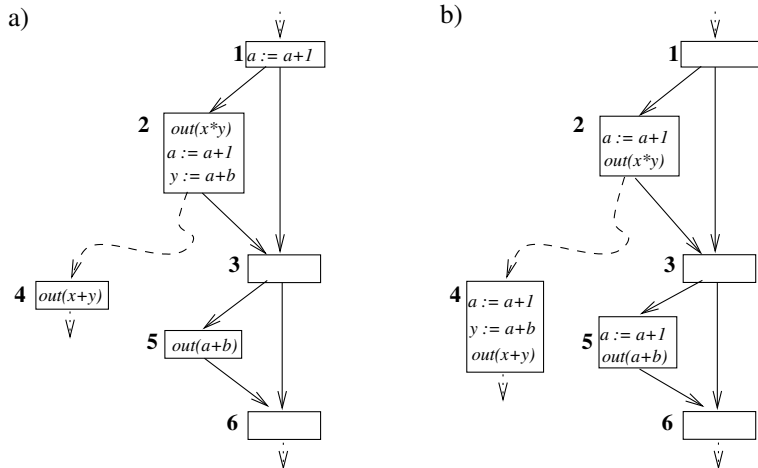 a)
1 a := a+1
2
out(x*y)
a := a+1
y := a+b
3
4 out(x+y)
5 out(a+b)
6
b)
1
2
a := a+1
out(x*y)
3
4
a := a+1
y := a+b
out(x+y)
5
a := a+1
out(a+b)
6